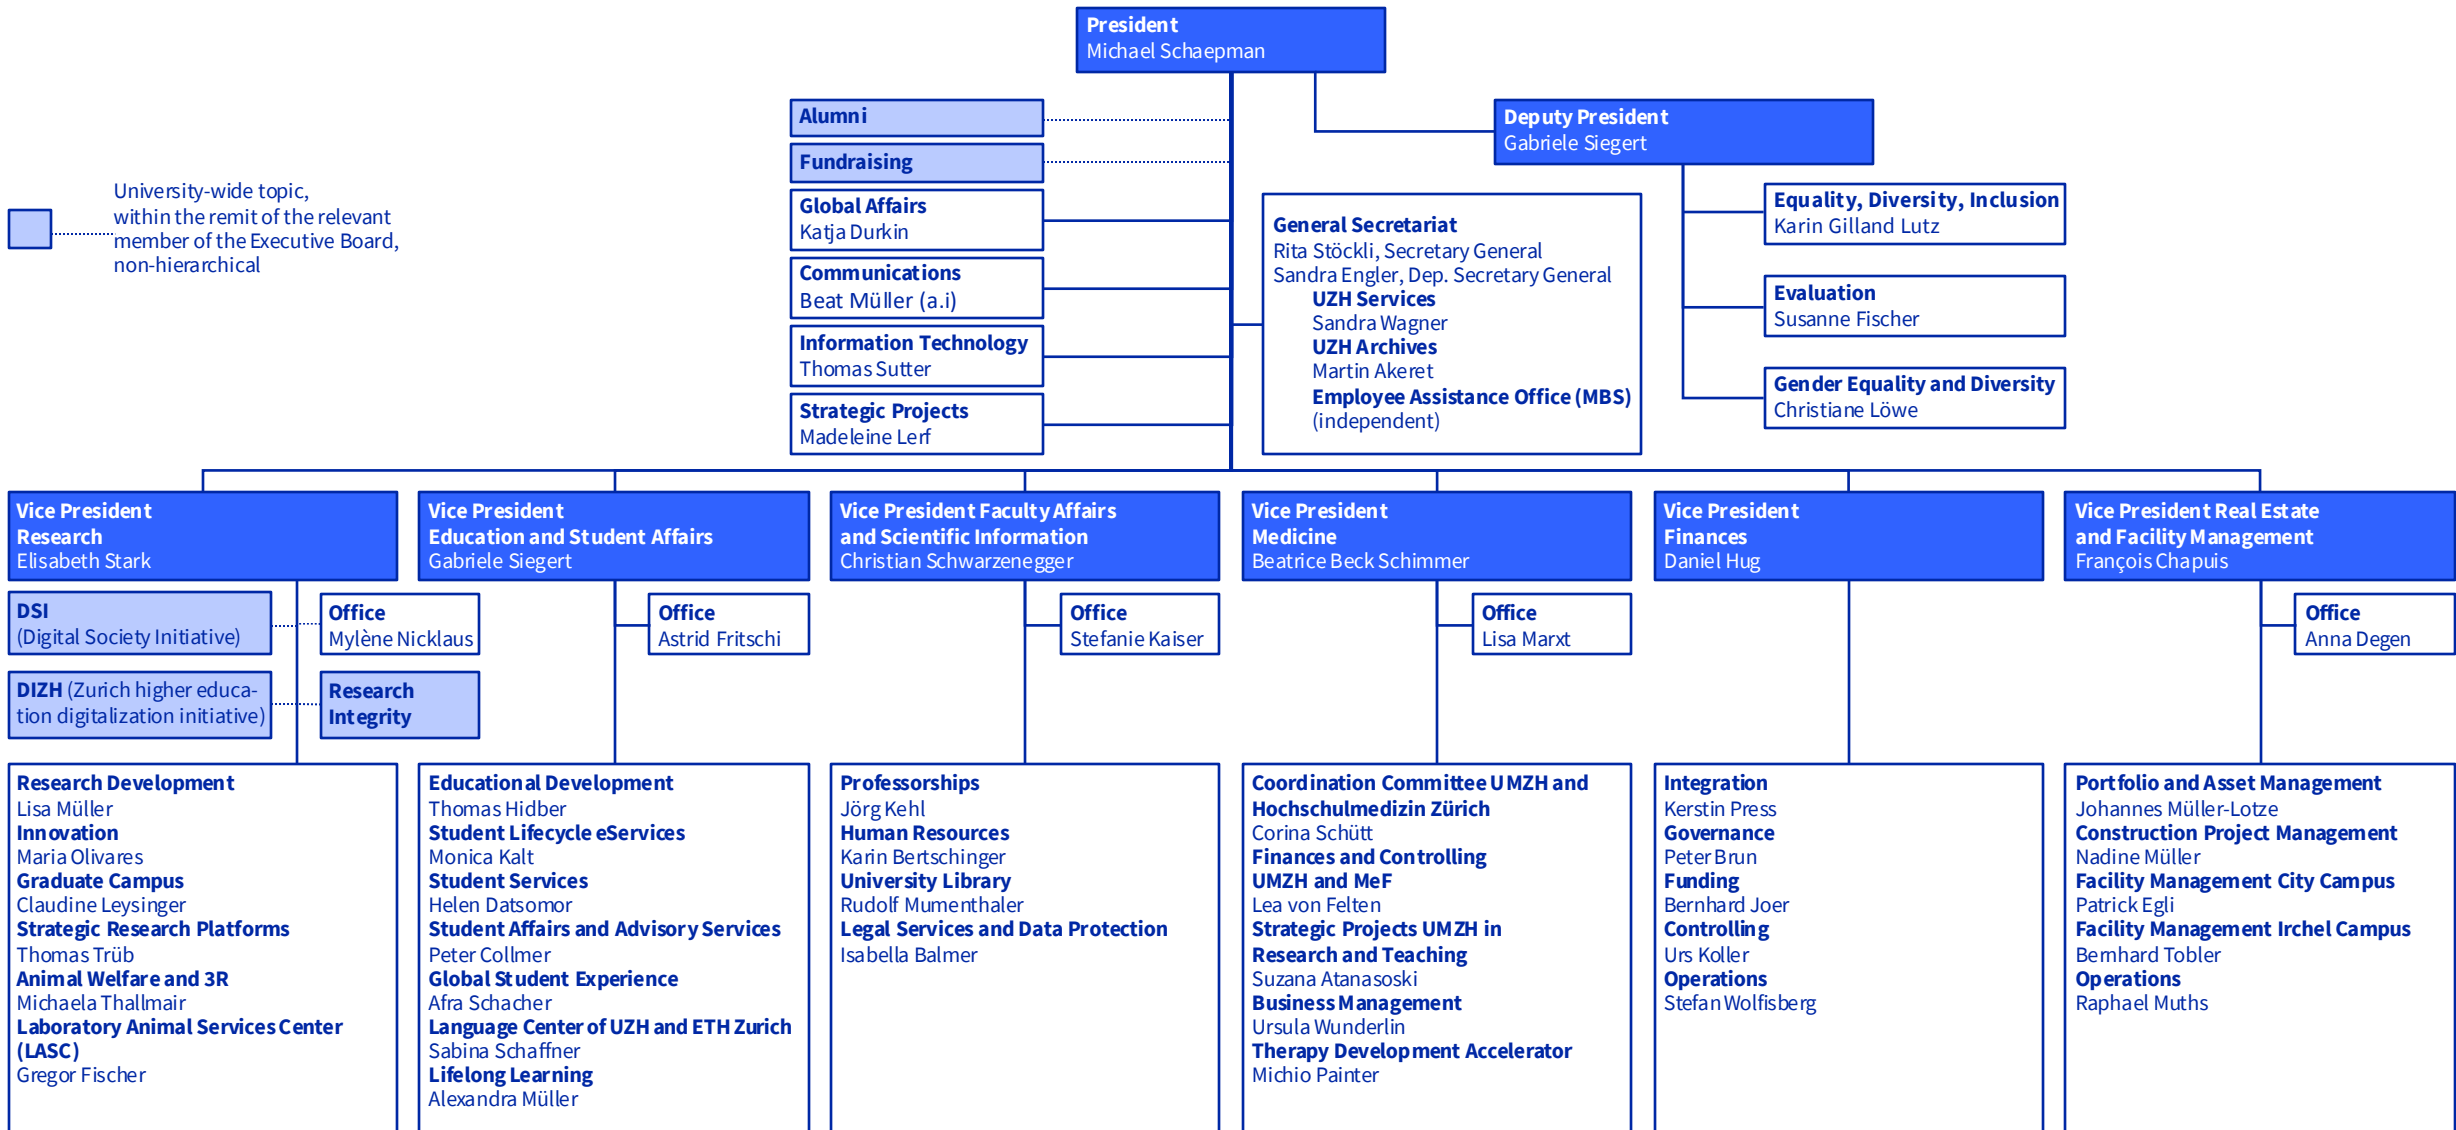 President
Michael Schaepman
Alumni
Fundraising
Global Affairs
Katja Durkin
Communications
Beat Müller (a.i)
Information Technology
Thomas Sutter
Strategic Projects
Madeleine Lerf
Deputy President
Gabriele Siegert
Equality, Diversity, Inclusion
Karin Gilland Lutz
Evaluation
Susanne Fischer
Gender Equality and Diversity
Christiane Löwe
General Secretariat
Rita Stöckli, Secretary General
Sandra Engler, Dep. Secretary General
UZH Services
Sandra Wagner
UZH Archives
Martin Akeret
Employee Assistance Office (MBS)
(independent)
University-wide topic,
within the remit of the relevant
member of the Executive Board,
non-hierarchical
Vice President
Research
Elisabeth Stark
DSI
(Digital Society Initiative)
Office
Mylène Nicklaus
DIZH (Zurich higher educa-
tion digitalization initiative)
Research
Integrity
Research Development
Lisa Müller
Innovation
Maria Olivares
Graduate Campus
Claudine Leysinger
Strategic Research Platforms
Thomas Trüb
Animal Welfare and 3R
Michaela Thallmair
Laboratory Animal Services Center
(LASC)
Gregor Fischer
Vice President
Education and Student Affairs
Gabriele Siegert
Office
Astrid Fritschi
Educational Development
Thomas Hidber
Student Lifecycle eServices
Monica Kalt
Student Services
Helen Datsomor
Student Affairs and Advisory Services
Peter Collmer
Global Student Experience
Afra Schacher
Language Center of UZH and ETH Zurich
Sabina Schaffner
Lifelong Learning
Alexandra Müller
Vice President Faculty Affairs
and Scientific Information
Christian Schwarzenegger
Office
Stefanie Kaiser
Professorships
Jörg Kehl
Human Resources
Karin Bertschinger
University Library
Rudolf Mumenthaler
Legal Services and Data Protection
Isabella Balmer
Vice President
Medicine
Beatrice Beck Schimmer
Office
Lisa Marxt
Coordination Committee UMZH and
Hochschulmedizin Zürich
Corina Schütt
Finances and Controlling
UMZH and MeF
Lea von Felten
Strategic Projects UMZH in
Research and Teaching
Suzana Atanasoski
Business Management
Ursula Wunderlin
Therapy Development Accelerator
Michio Painter
Vice President
Finances
Daniel Hug
Integration
Kerstin Press
Governance
Peter Brun
Funding
Bernhard Joer
Controlling
Urs Koller
Operations
Stefan Wolfisberg
Vice President Real Estate
and Facility Management
François Chapuis
Office
Anna Degen
Portfolio and Asset Management
Johannes Müller-Lotze
Construction Project Management
Nadine Müller
Facility Management City Campus
Patrick Egli
Facility Management Irchel Campus
Bernhard Tobler
Operations
Raphael Muths